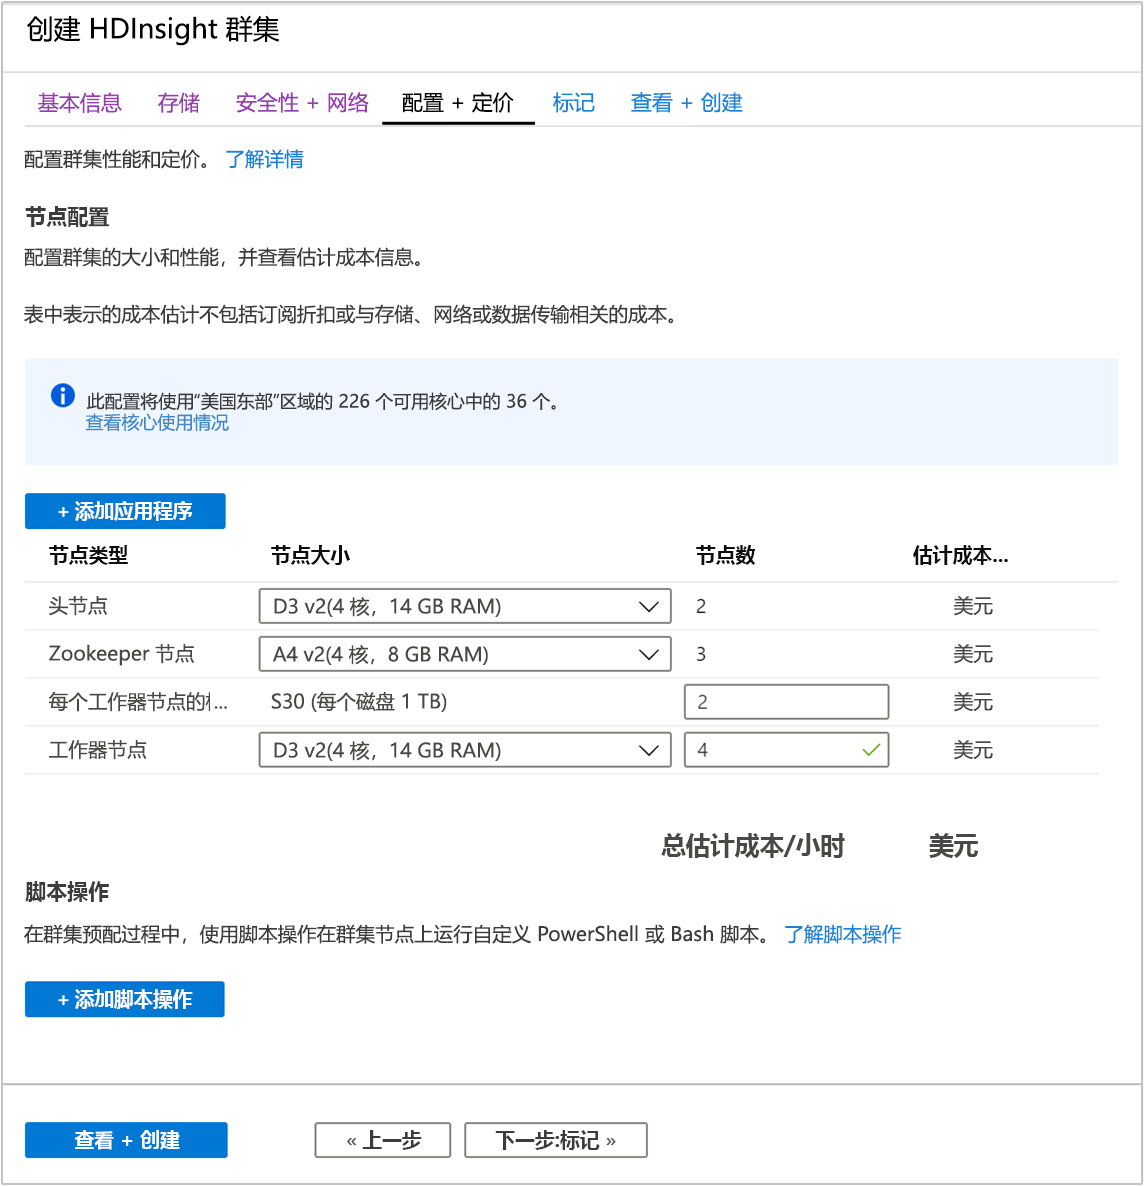 创建 HDInsight 群集
基本信息 存储 安全性 + 网络 配置 + 定价 标记 查看 + 创建
配置群集性能和定价。 了解详情
节点配置
配置群集的大小和性能，并查看估计成本信息。
表中表示的成本估计不包括订阅折扣或与存储、网络或数据传输相关的成本。
此配置将使用“美国东部”区域的 226 个可用核心中的 36 个。
查看核心使用情况
+ 添加应用程序
节点类型 节点大小 节点数 估计成本...
头节点 D3 v2(4 核，14 GB RAM) 2 美元
Zookeeper 节点 A4 v2(4 核，8 GB RAM) 3 美元
每个工作器节点的... S30 (每个磁盘 1 TB) 2 美元
工作器节点 D3 v2(4 核，14 GB RAM) 4 美元
总估计成本/小时 美元
脚本操作
在群集预配过程中，使用脚本操作在群集节点上运行自定义 PowerShell 或 Bash 脚本。 了解脚本操作
+ 添加脚本操作
查看 + 创建 « 上一步 下一步:标记 »